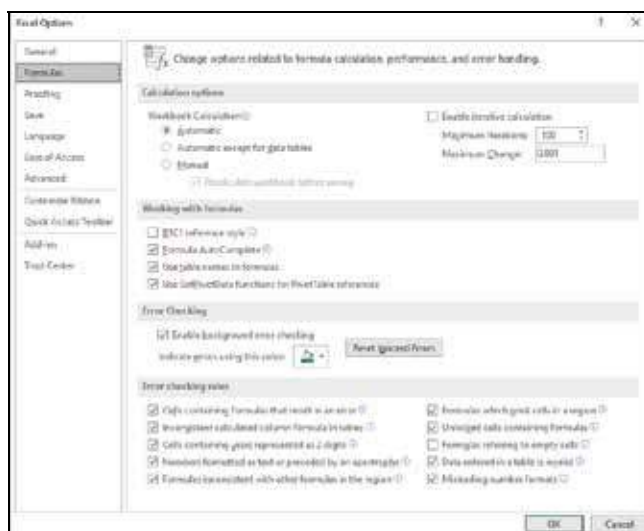 Excel Options ? ×
General
Formulas
Proofing
Save
Language
Ease of Access
Advanced
Customize Ribbon
Quick Access Toolbar
Add-ins
Trust Center
Change options related to formula calculation, performance, and error handling.
Calculation options
Workbook Calculation
Automatic
Automatic except for data tables
Manual
Recalculate workbook before saving
Enable iterative calculation
Maximum Iterations: 100
Maximum Change: 0.001
Working with formulas
R1C1 reference style
Formula AutoComplete
Use table names in formulas
Use GetPivotData functions for PivotTable references
Error Checking
Enable background error checking
Indicate errors using this color:
Reset Ignored Errors
Error checking rules
Cells containing formulas that result in an error
Inconsistent calculated column formula in tables
Cells containing years represented as 2 digits
Numbers formatted as text or preceded by an apostrophe
Formulas inconsistent with other formulas in the region
Formulas which omit cells in a region
Unlocked cells containing formulas
Formulas referring to empty cells
Data entered in a table is invalid
Misleading number formats
OK Cancel